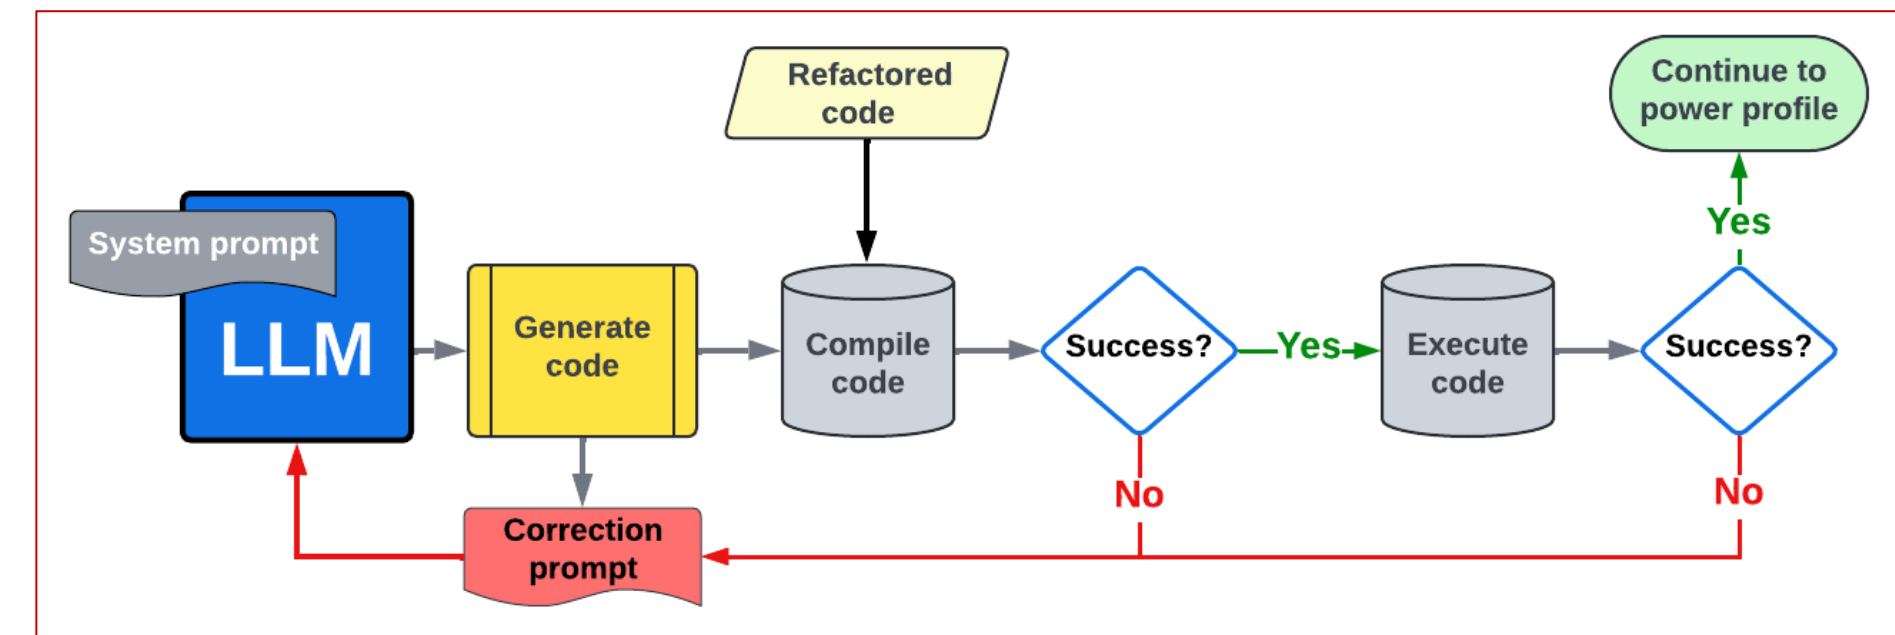 Refactored
code
Continue to
power profile
Yes
System prompt
LLM
Generate
code
Compile
code
Success?
Yes
Execute
code
Success?
No
No
Correction
prompt